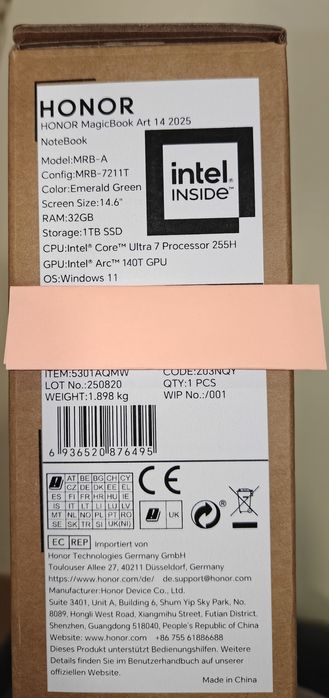 HONOR
HONOR MagicBook Art 14 2025
NoteBook
Model:MRB-A
Config:MRB-7211T
Color:Emerald Green
Screen Size:14.6"
RAM:32GB
Storage:1TB SSD
CPU:Intel® Core™ Ultra 7 Processor 255H
GPU:Intel® Arc™ 140T GPU
OS:Windows 11
intel
INSIDE™
ITEM:5301AQMW CODE:Z03NQY
LOT No.:250820 QTY:1 PCS
WEIGHT:1.898 kg WIP No.:/001
6 936520 876495
AT BE BG CH CY
CZ DE DK EE EL
ES FI FR HR HU IE
IS IT LT LI LU LV
MT NL NO PL PT RO
SE SK TR SI UK(NI)
CE
UK
EC REP Importiert von
Honor Technologies Germany GmbH
Toulouser Allee 27, 40211 Düsseldorf, Germany
https://www.honor.com/de/ de.support@honor.com
Manufacturer:Honor Device Co., Ltd.
Suite 3401, Unit A, Building 6, Shum Yip Sky Park, No.
8089, Hongli West Road, Xiangmihu Street, Futian District,
Shenzhen, Guangdong 518040, People's Republic of China
Website: www.honor.com +86 755 61886688
Dieses Produkt unterstützt Bedienungshilfen. Weitere
Details finden Sie im Benutzerhandbuch auf unserer
offiziellen Website.
Made in China